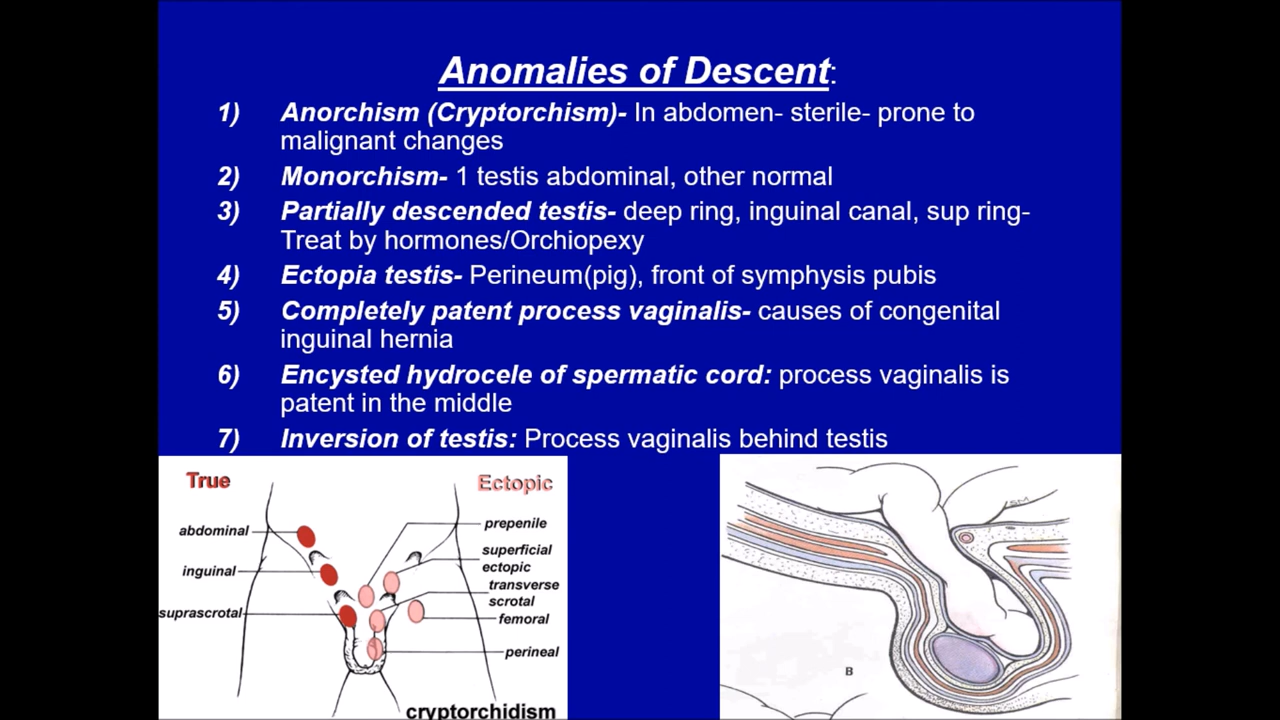 Anomalies of Descent:
1) Anorchism (Cryptorchism)- In abdomen- sterile- prone to
malignant changes
2) Monorchism- 1 testis abdominal, other normal
3) Partially descended testis- deep ring, inguinal canal, sup ring-
Treat by hormones/Orchiopexy
4) Ectopia testis- Perineum(pig), front of symphysis pubis
5) Completely patent process vaginalis- causes of congenital
inguinal hernia
6) Encysted hydrocele of spermatic cord: process vaginalis is
patent in the middle
7) Inversion of testis: Process vaginalis behind testis
True
Ectopic
abdominal
inguinal
suprascrotal
prepenile
superficial
ectopic
transverse
scrotal
femoral
perineal
cryptorchidism
SM
B